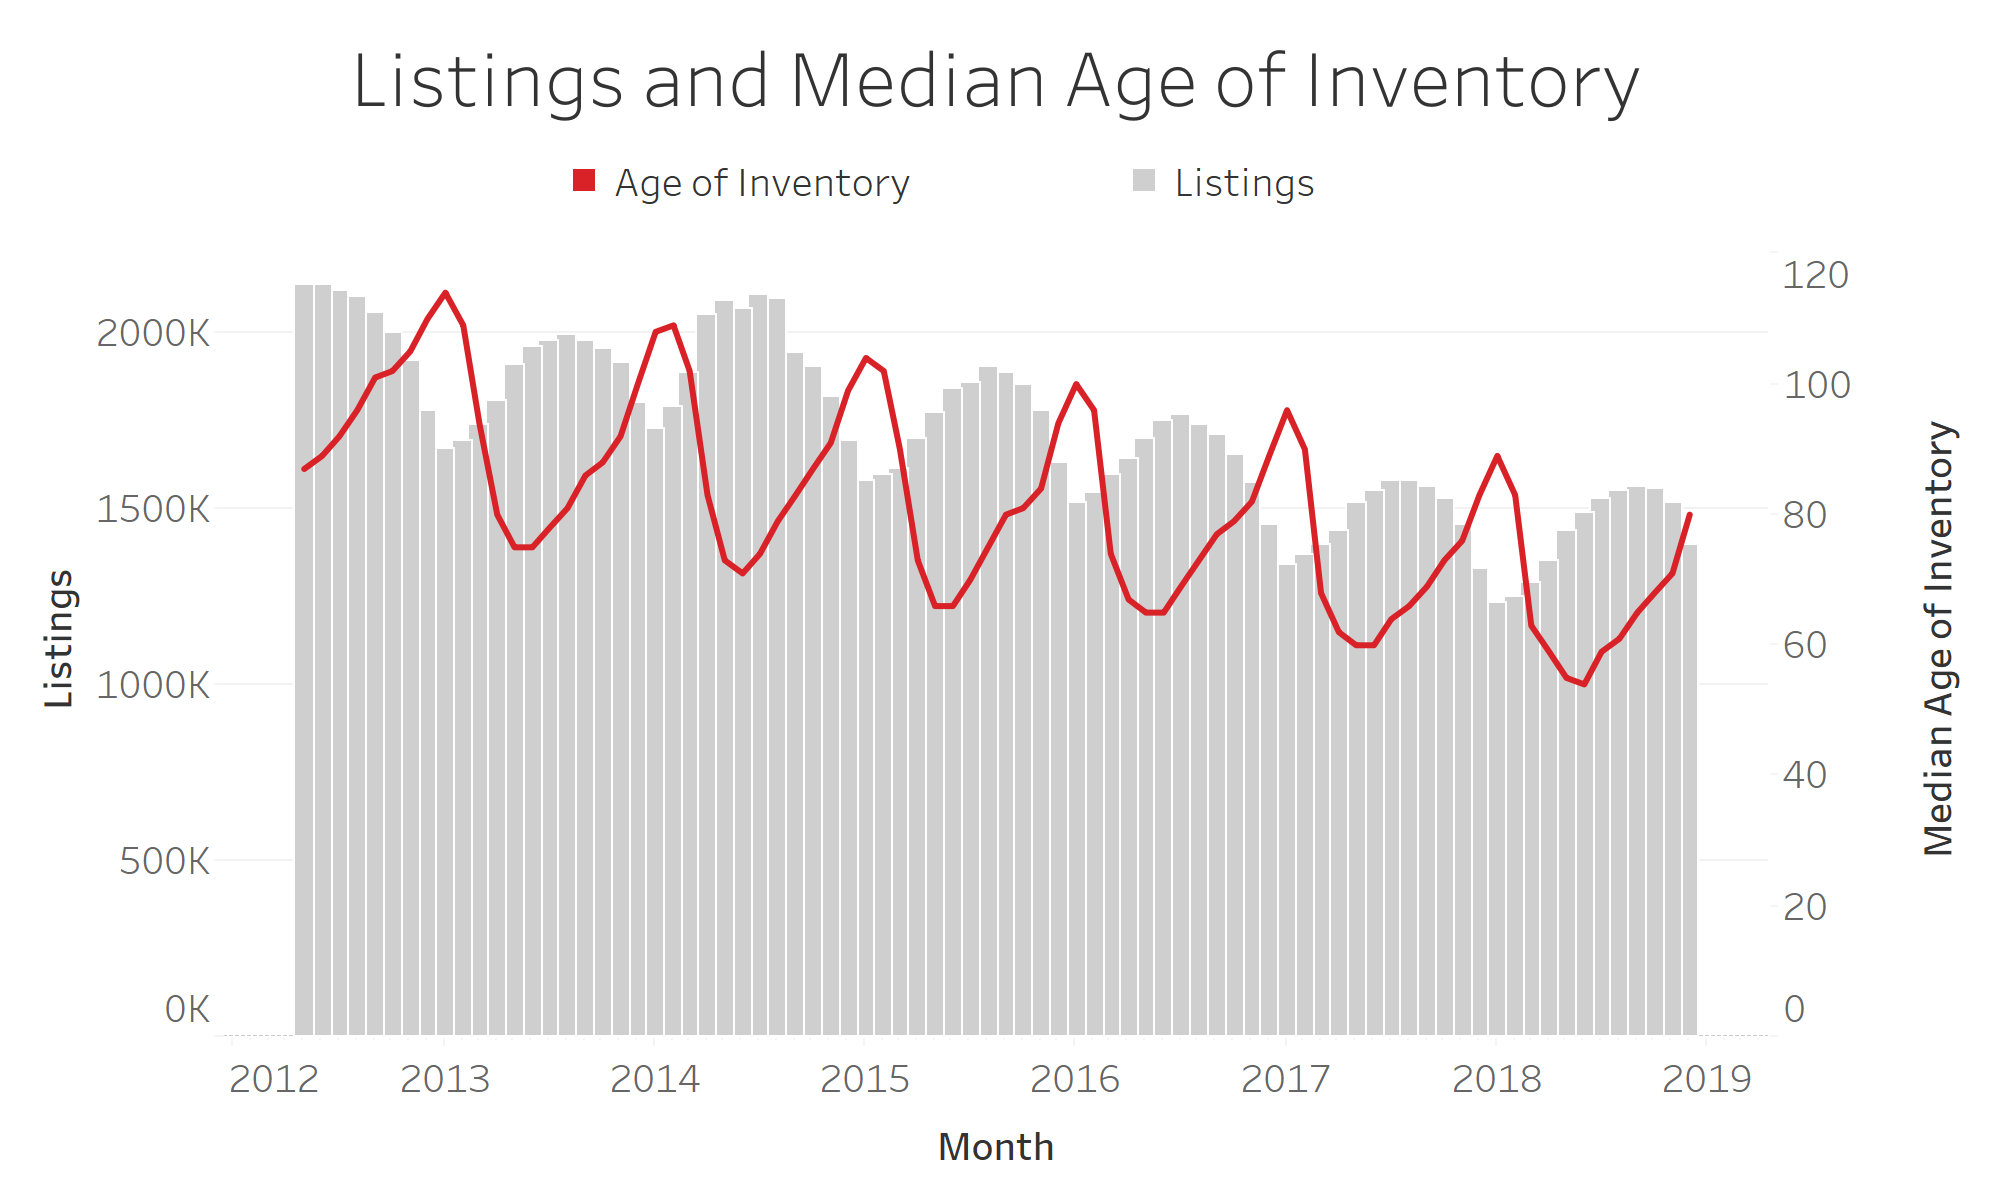 Listings and Median Age of Inventory
Age of Inventory
Listings
2000K
1500K
1000K
500K
0K
Listings
120
100
80
60
40
20
0
Median Age of Inventory
2012 2013 2014 2015 2016 2017 2018 2019
Month